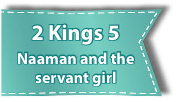 2 Kings 5
Naaman and the
servant girl